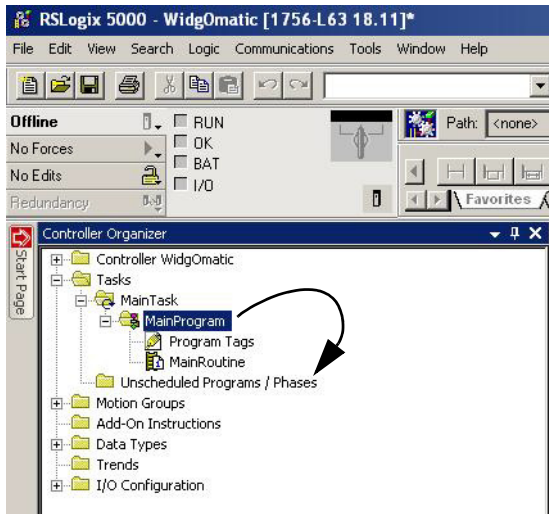 RSLogix 5000 - WidgOmatic [1756-L63 18.11]*
File Edit View Search Logic Communications Tools Window Help
Offline
RUN
Path: <none>
No Forces
OK
No Edits
BAT
Redundancy
I/O
Favorites
Controller Organizer
Start Page
Controller WidgOmatic
Tasks
MainTask
MainProgram
Program Tags
MainRoutine
Unscheduled Programs / Phases
Motion Groups
Add-On Instructions
Data Types
Trends
I/O Configuration